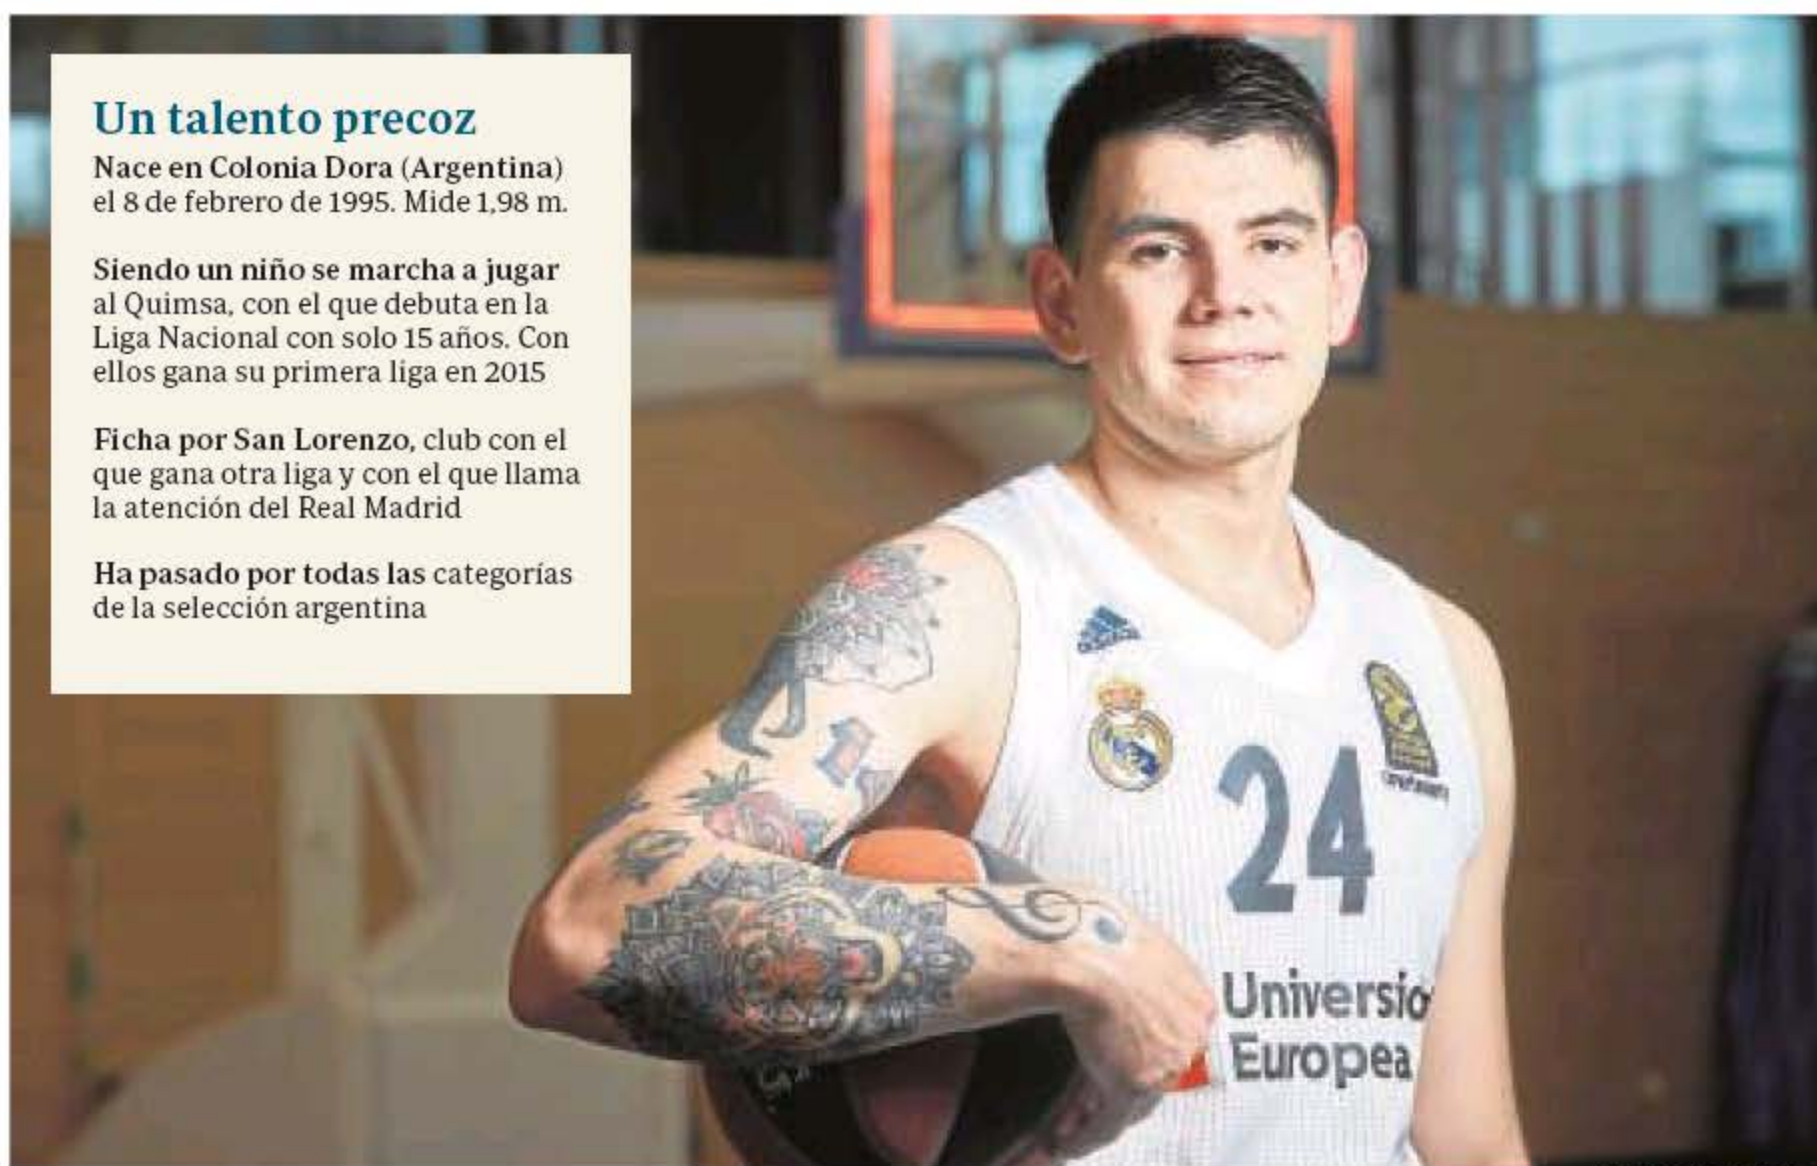 Un talento precoz
Nace en Colonia Dora (Argentina)
el 8 de febrero de 1995. Mide 1,98 m.
Siendo un niño se marcha a jugar
al Quimsa, con el que debuta en la
Liga Nacional con solo 15 años. Con
ellos gana su primera liga en 2015
Ficha por San Lorenzo, club con el
que gana otra liga y con el que llama
la atención del Real Madrid
Ha pasado por todas las categorías
de la selección argentina
adidas
24
Universid
Europea